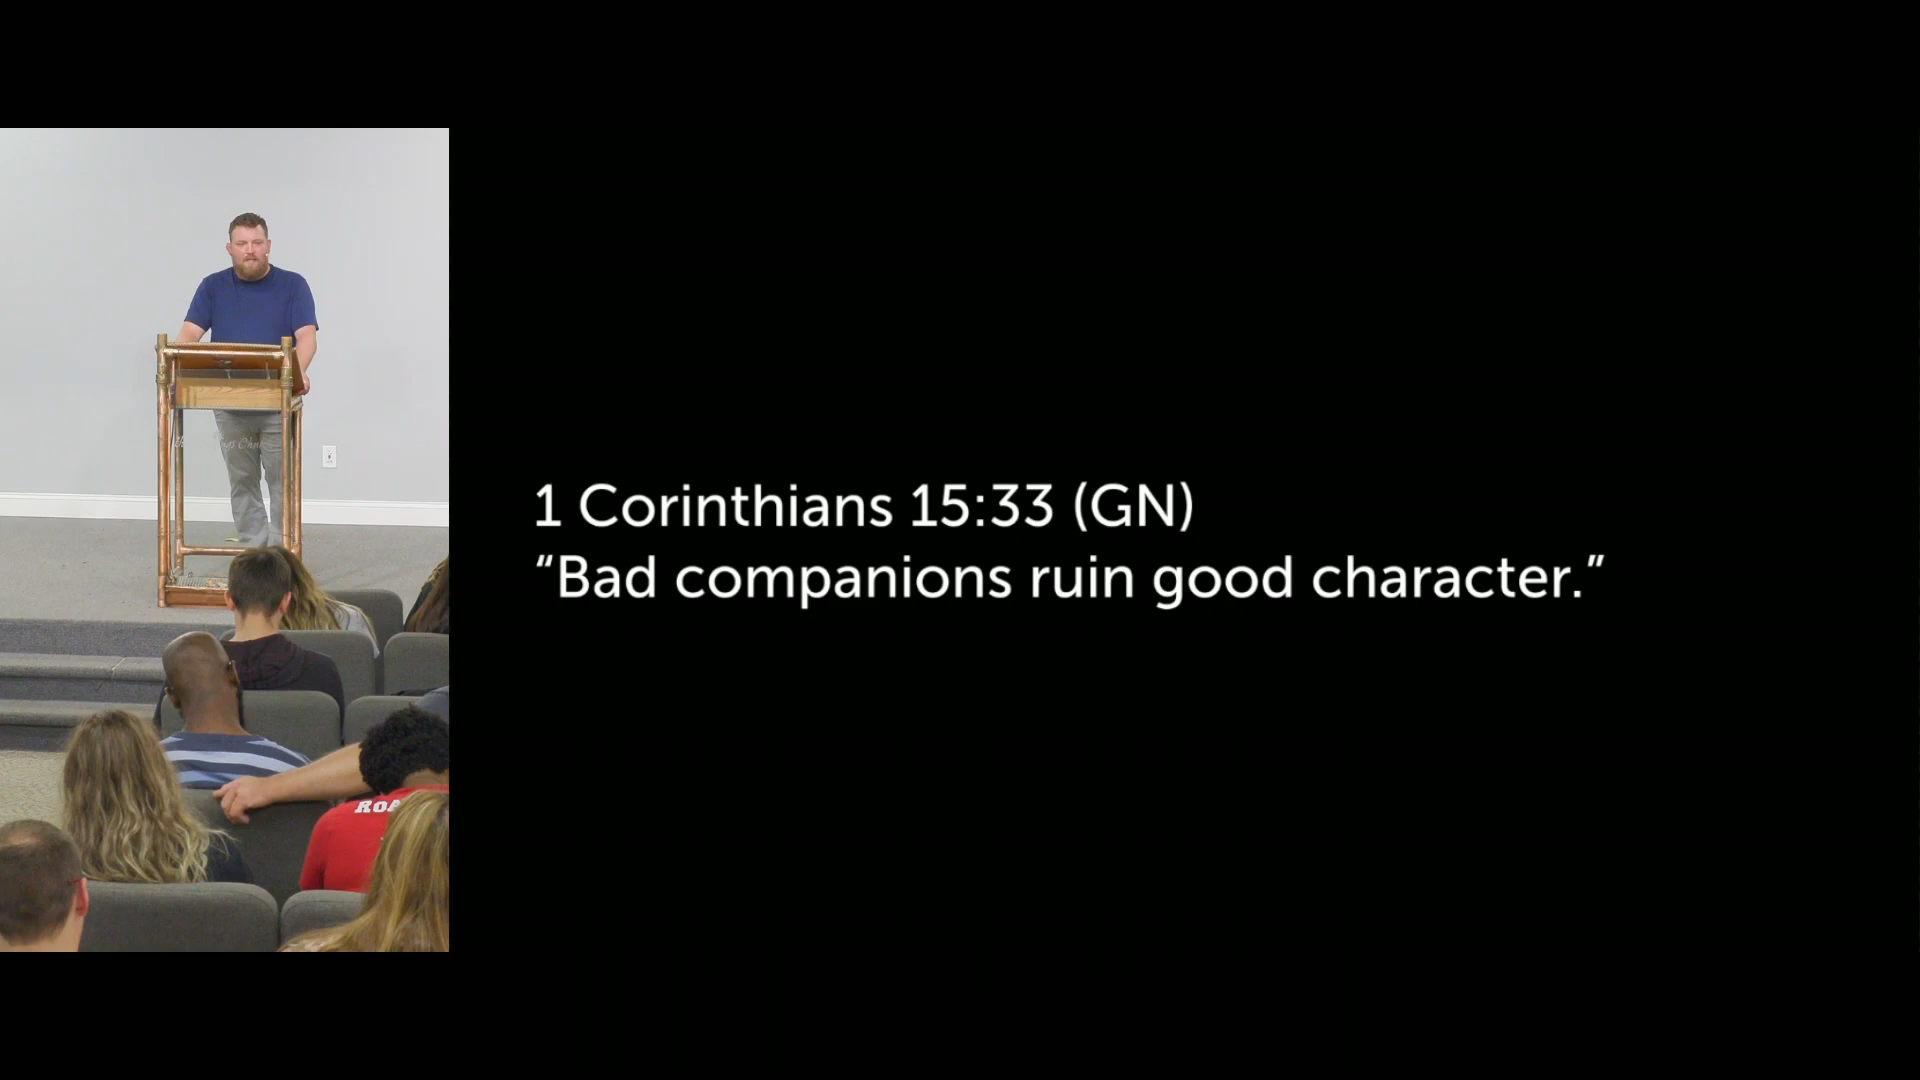 1 Corinthians 15:33 (GN)
“Bad companions ruin good character.”